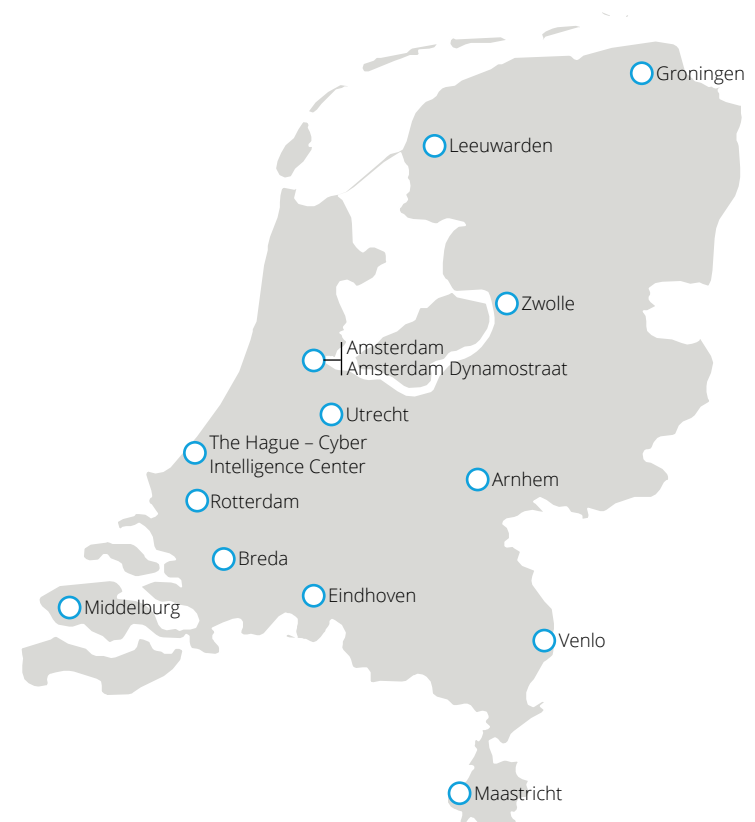 Groningen
Leeuwarden
Zwolle
Amsterdam
Amsterdam Dynamostraat
Utrecht
The Hague – Cyber
Intelligence Center
Arnhem
Rotterdam
Breda
Eindhoven
Middelburg
Venlo
Maastricht